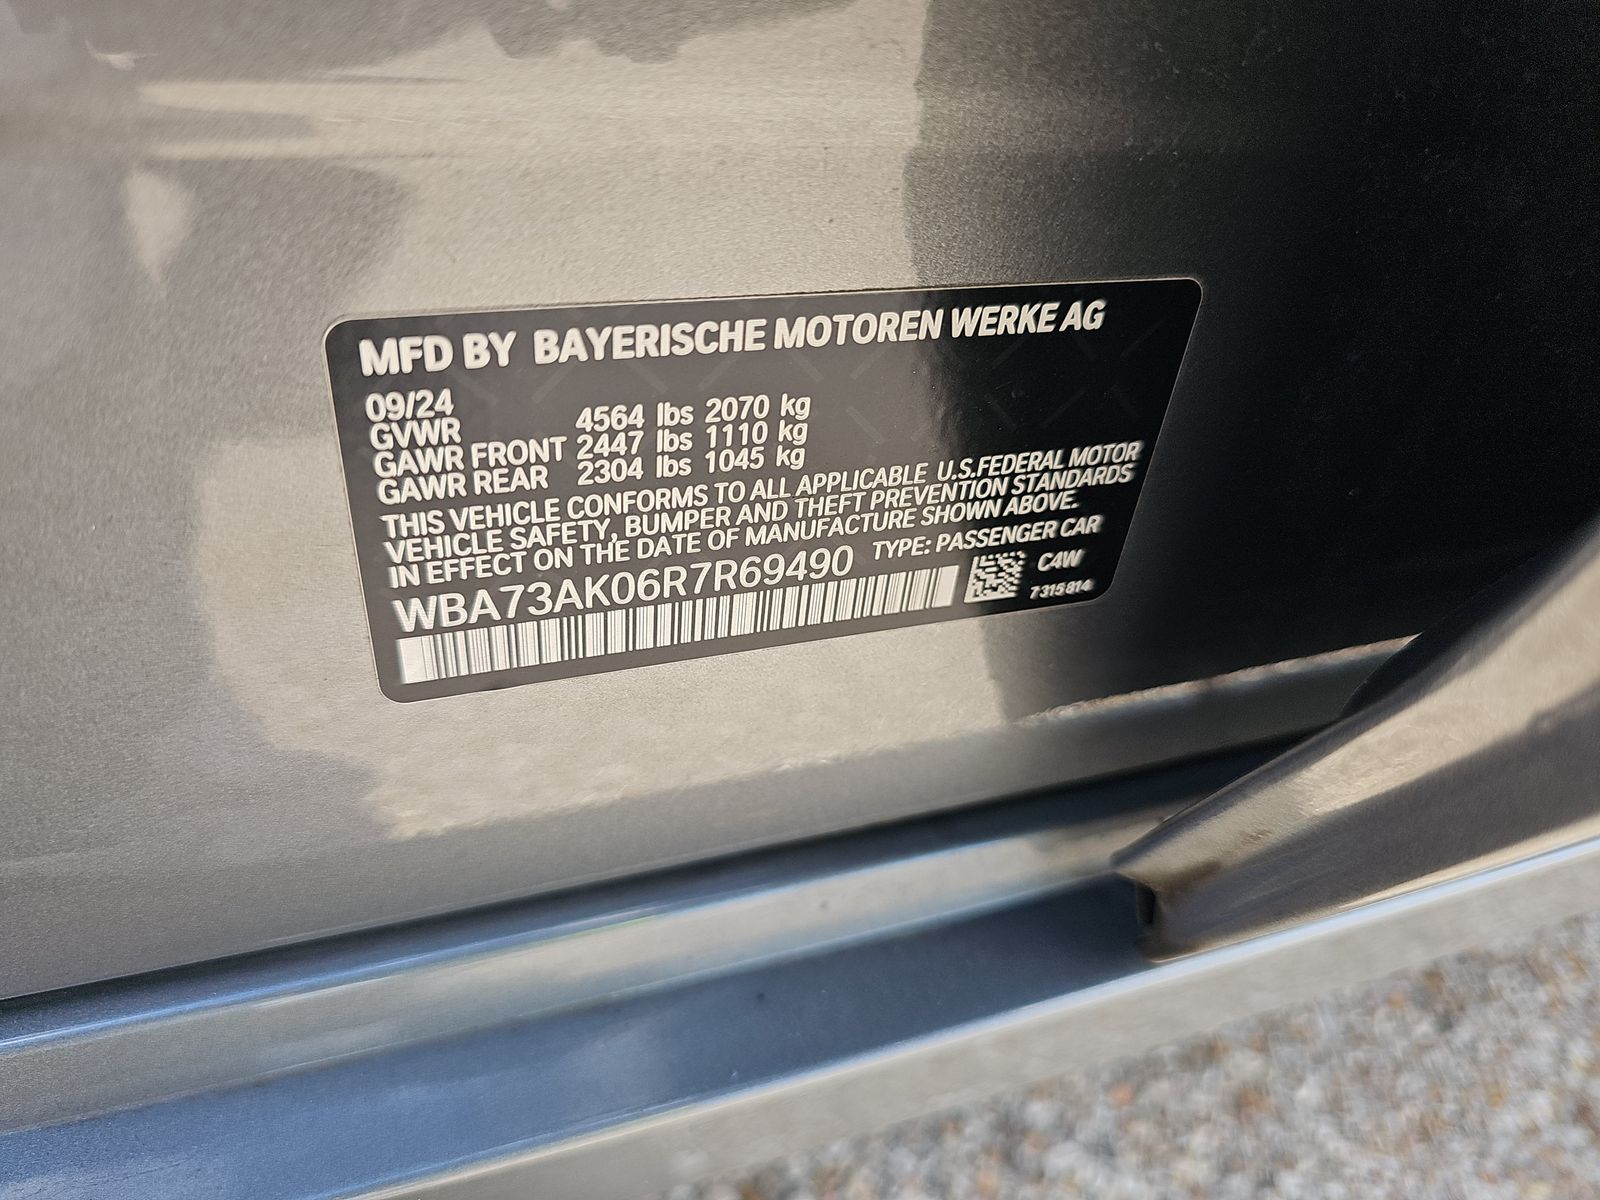 MFD BY BAYERISCHE MOTOREN WERKE AG
09/24
GVWR 4564 lbs 2070 kg
GAWR FRONT 2447 lbs 1110 kg
GAWR REAR 2304 lbs 1045 kg
THIS VEHICLE CONFORMS TO ALL APPLICABLE U.S.FEDERAL MOTOR
VEHICLE SAFETY, BUMPER AND THEFT PREVENTION STANDARDS
IN EFFECT ON THE DATE OF MANUFACTURE SHOWN ABOVE.
WBA73AK06R7R69490 TYPE: PASSENGER CAR
C4W
7315814